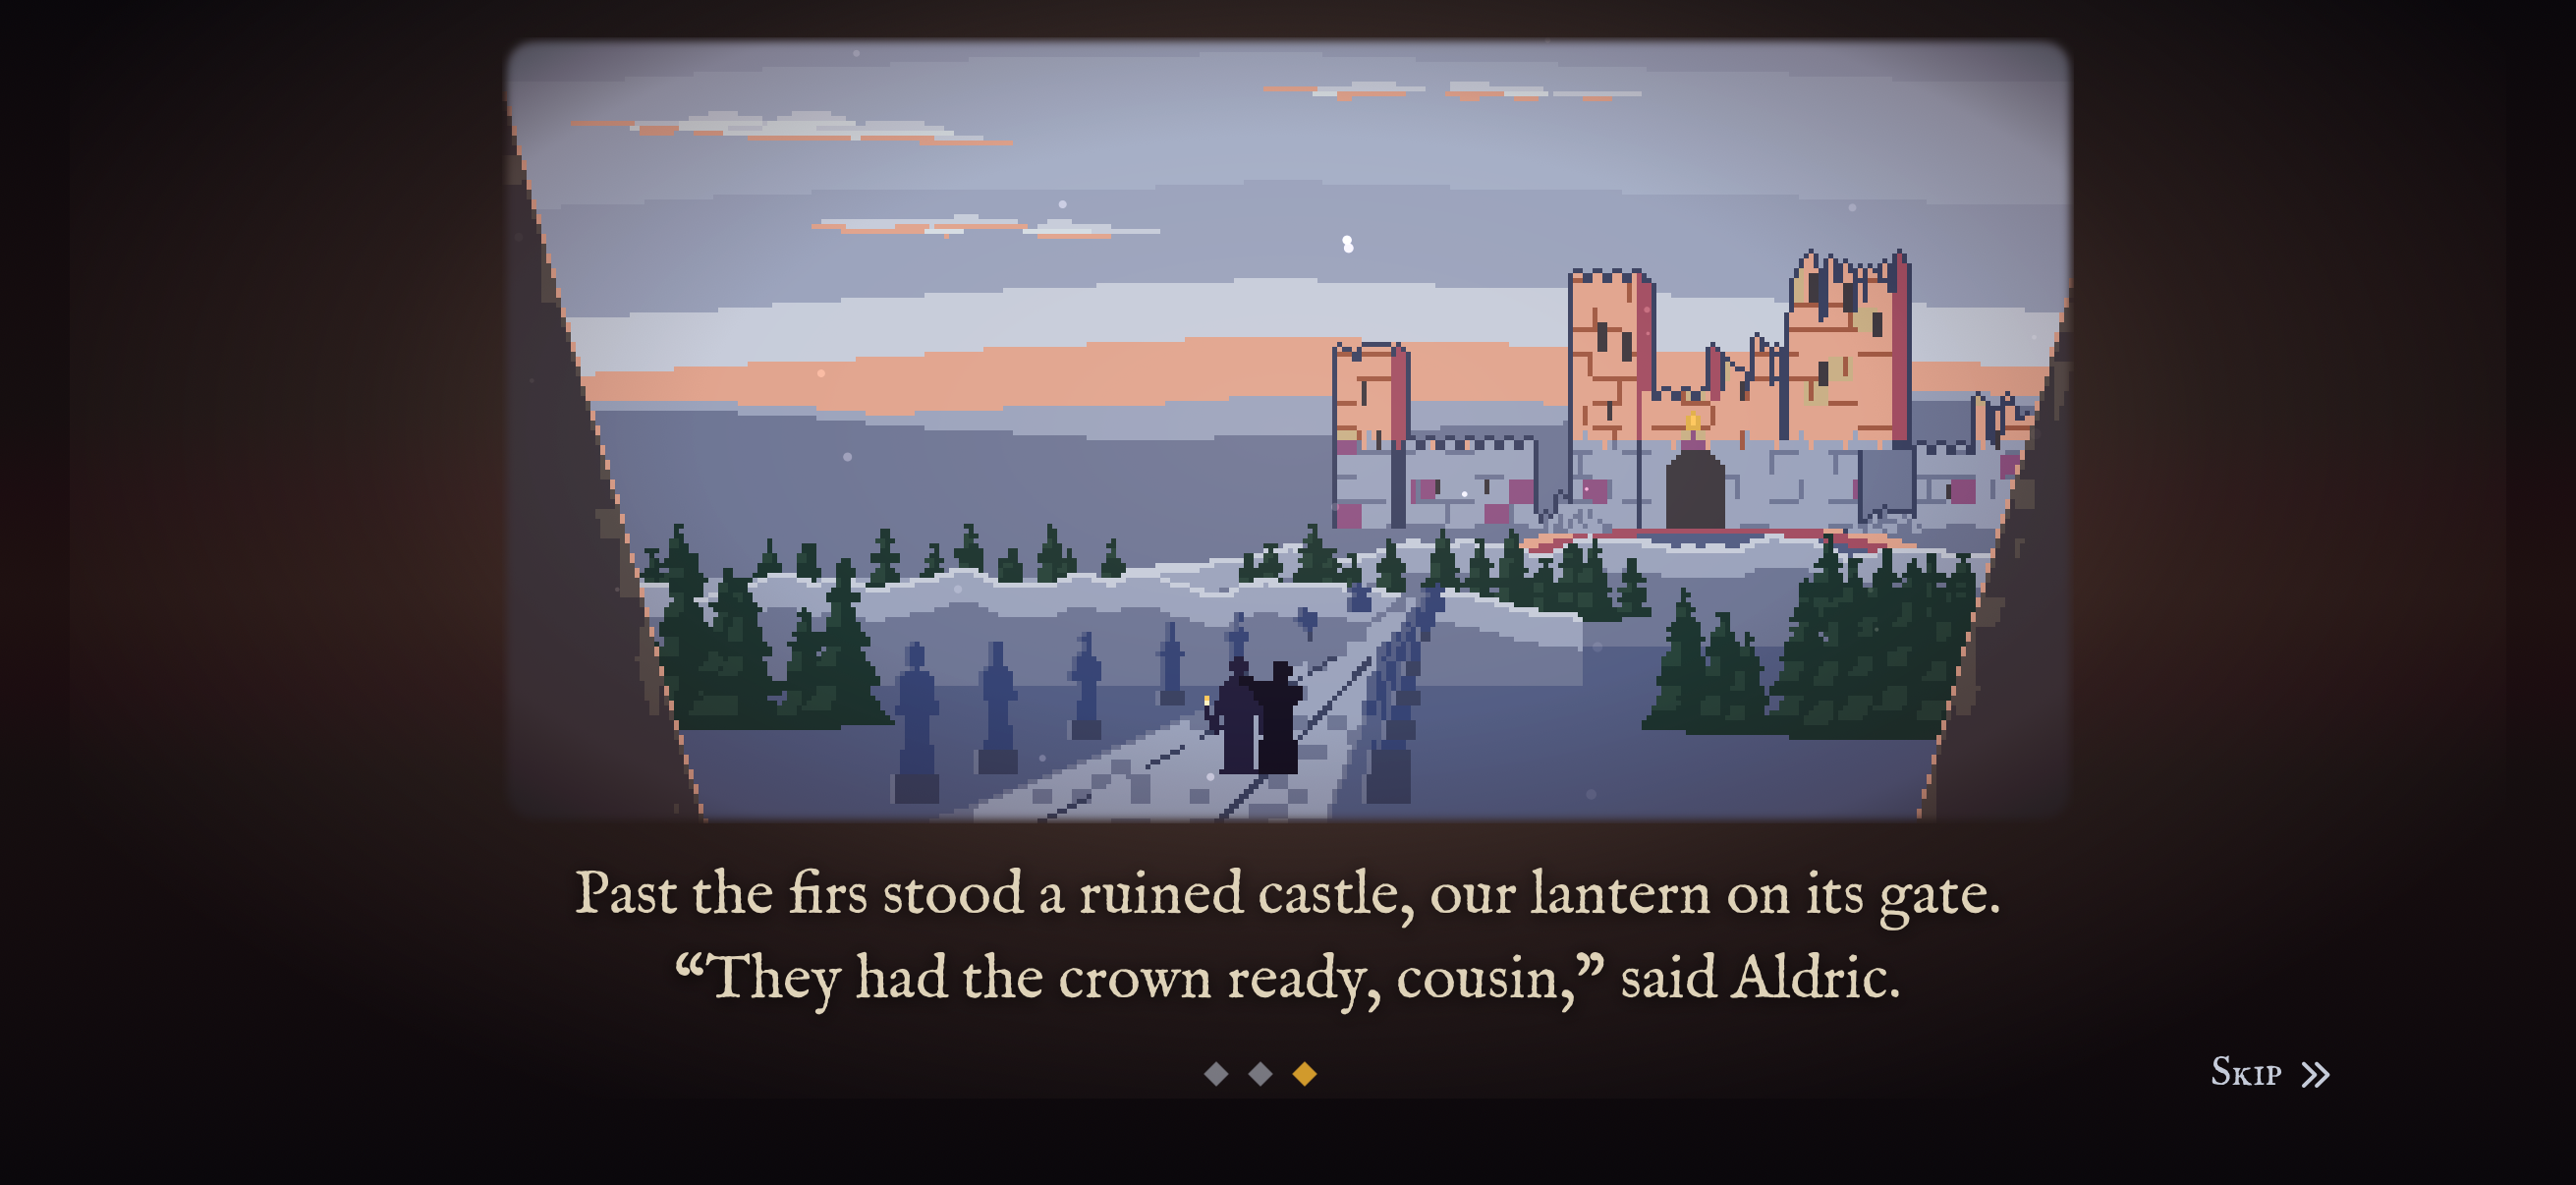 Past the firs stood a ruined castle, our lantern on its gate.
“They had the crown ready, cousin,” said Aldric.
Skip